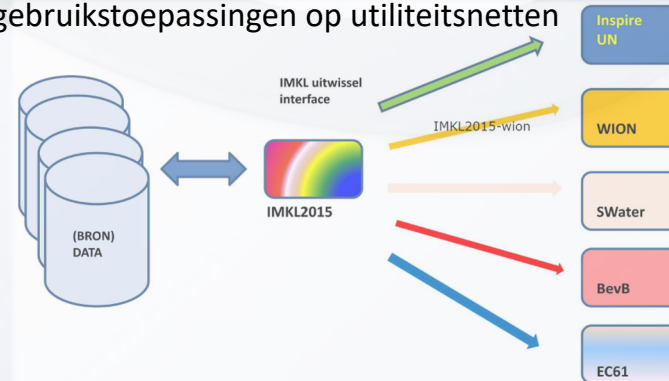 gebruikstoepassingen op utiliteitsnetten
Inspire
UN
IMKL uitwissel
interface
IMKL2015-wion
WION
IMKL2015
SWater
(BRON)
DATA
BevB
EC61